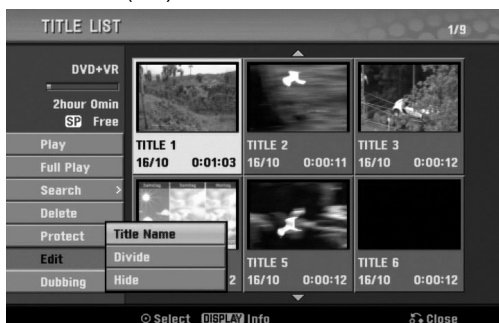 TITLE LIST
1/9
DVD+VR
2hour 0min
SP Free
Play
Full Play
Search >
Delete
Protect
Edit
Dubbing
Title Name
Divide
Hide
TITLE 1
16/10 0:01:03
TITLE 2
16/10 0:00:11
TITLE 3
16/10 0:00:12
Samstag Sonntag Montag
2
TITLE 5
16/10 0:00:12
TITLE 6
16/10 0:00:12
Select DISPLAY Info
Close